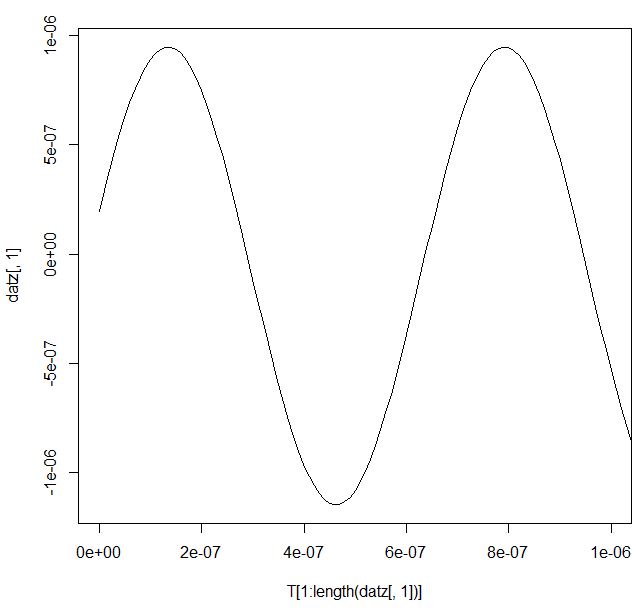 1e-06
5e-07
0e+00
-5e-07
-1e-06
datz[, 1]
0e+00 2e-07 4e-07 6e-07 8e-07 1e-06
T[1:length(datz[, 1])]